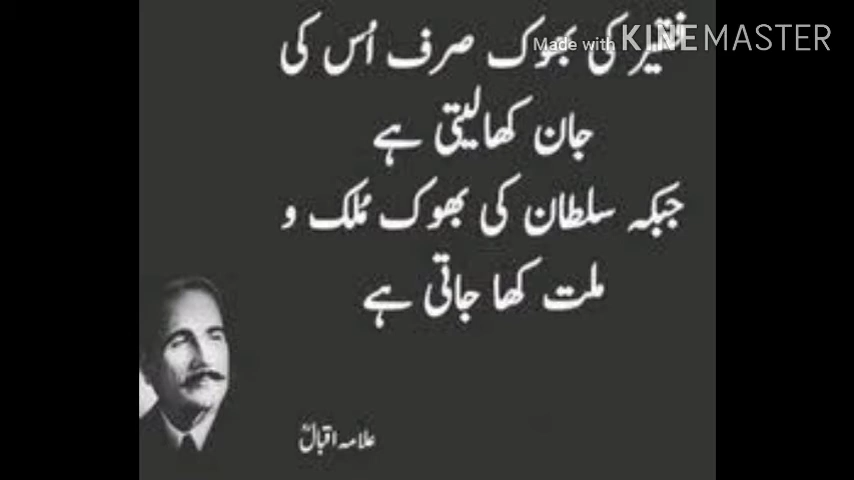 Made with KINEMASTER
فقیر کی بھوک صرف اُس کی
جان کھا لیتی ہے
جبکہ سلطان کی بھوک مُلک و
ملت کھا جاتی ہے
علامہ اقبالؒ